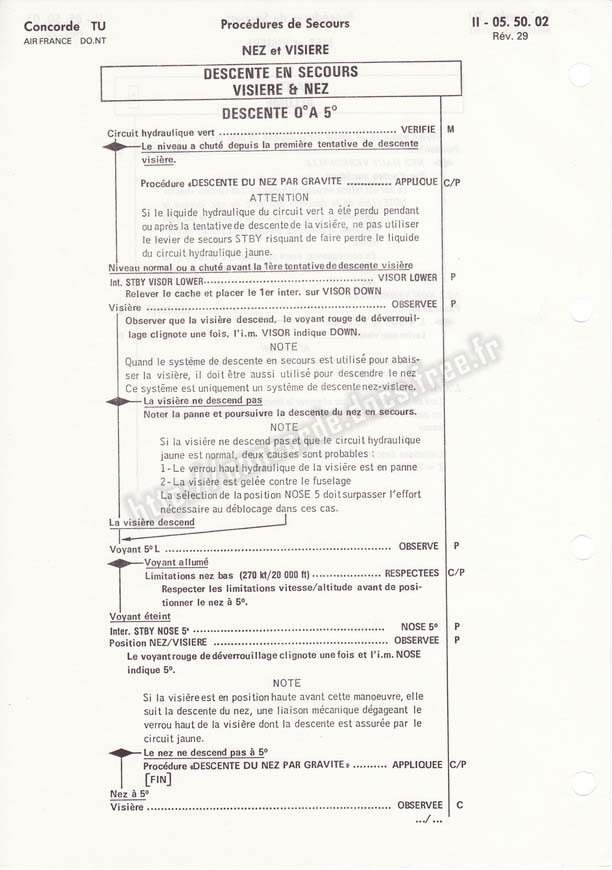 Concorde TU
AIR FRANCE DO.NT
Procédures de Secours
II - 05. 50. 02
Rév. 29
NEZ et VISIERE
DESCENTE EN SECOURS
VISIERE & NEZ
DESCENTE 0° A 5°
Circuit hydraulique vert .......... VERIFIE M
Le niveau a chuté depuis la première tentative de descente
visière.
Procédure «DESCENTE DU NEZ PAR GRAVITE ............. APPLIQUE C/P
ATTENTION
Si le liquide hydraulique du circuit vert a été perdu pendant
ou après la tentative de descente de la visière, ne pas utiliser
le levier de secours STBY risquant de faire perdre le liquide
du circuit hydraulique jaune.
Niveau normal ou a chuté avant la 1ère tentative de descente visière
Int. STBY VISOR LOWER.......... VISOR LOWER P
Relever le cache et placer le 1er inter. sur VISOR DOWN
Visière .......... OBSERVEE P
Observer que la visière descend, le voyant rouge de déverrouil-
lage clignote une fois, l'i.m. VISOR indique DOWN.
NOTE
Quand le système de descente en secours est utilisé pour abais-
ser la visière, il doit être aussi utilisé pour descendre le nez
Ce système est uniquement un système de descente nez-visiere.
La visière ne descend pas
Noter la panne et poursuivre la descente du nez en secours.
NOTE
Si la visière ne descend pas et que le circuit hydraulique
jaune est normal, deux causes sont probables :
1 - Le verrou haut hydraulique de la visière est en panne
2 - La visière est gelée contre le fuselage
La sélection de la position NOSE 5 doit surpasser l'effort
nécessaire au déblocage dans ces cas.
La visière descend
Voyant 5° L .......... OBSERVE P
Voyant allumé
Limitations nez bas (270 kt/20 000 ft).......... RESPECTEES C/P
Respecter les limitations vitesse/altitude avant de posi-
tionner le nez à 5°.
Voyant éteint
Inter. STBY NOSE 5° .......... NOSE 5° P
Position NEZ/VISIERE .......... OBSERVEE P
Le voyant rouge de déverrouillage clignote une fois et l'i.m. NOSE
indique 5°.
NOTE
Si la visière est en position haute avant cette manoeuvre, elle
suit la descente du nez, une liaison mécanique dégageant le
verrou haut de la visière dont la descente est assurée par le
circuit jaune.
Le nez ne descend pas à 5°
Procédure «DESCENTE DU NEZ PAR GRAVITE» .......... APPLIQUEE C/P
[FIN]
Nez à 5°
Visière .......... OBSERVEE C
.../...